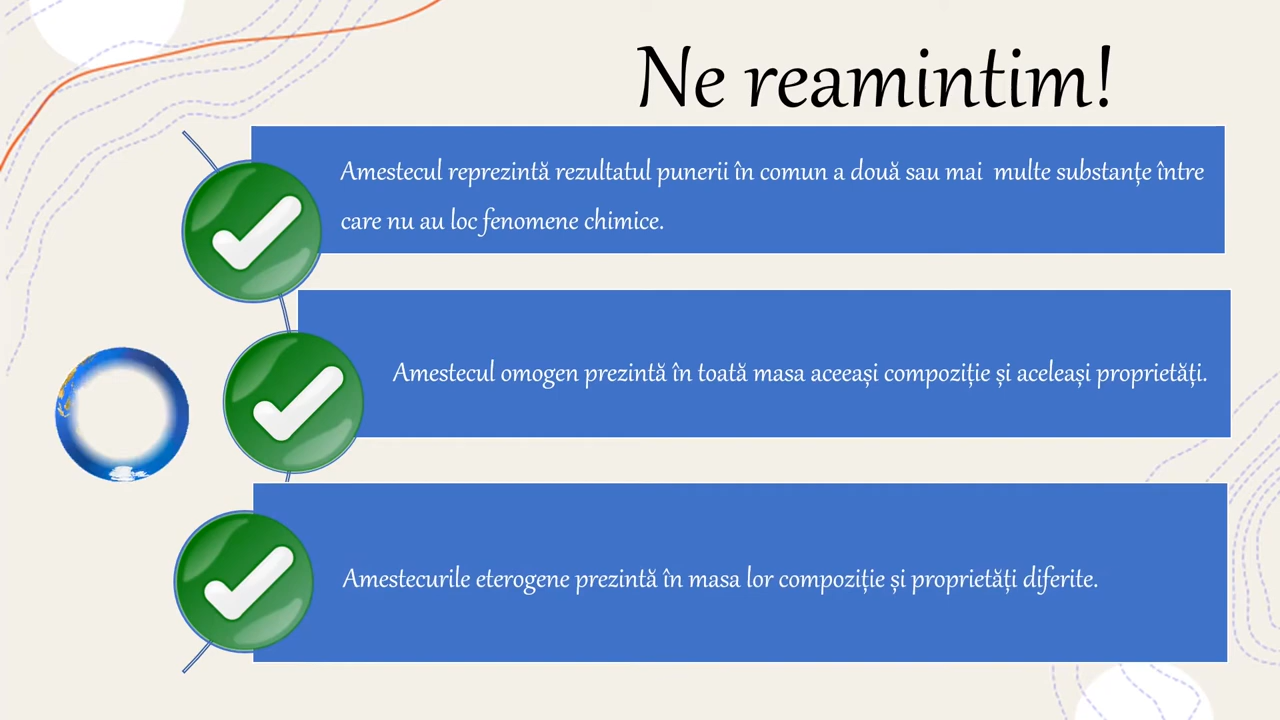 Ne reamintim!
Amestecul reprezintă rezultatul punerii în comun a două sau mai multe substanțe între
care nu au loc fenomene chimice.
Amestecul omogen prezintă în toată masa aceeași compoziție și aceleași proprietăți.
Amestecurile eterogene prezintă în masa lor compoziție și proprietăți diferite.